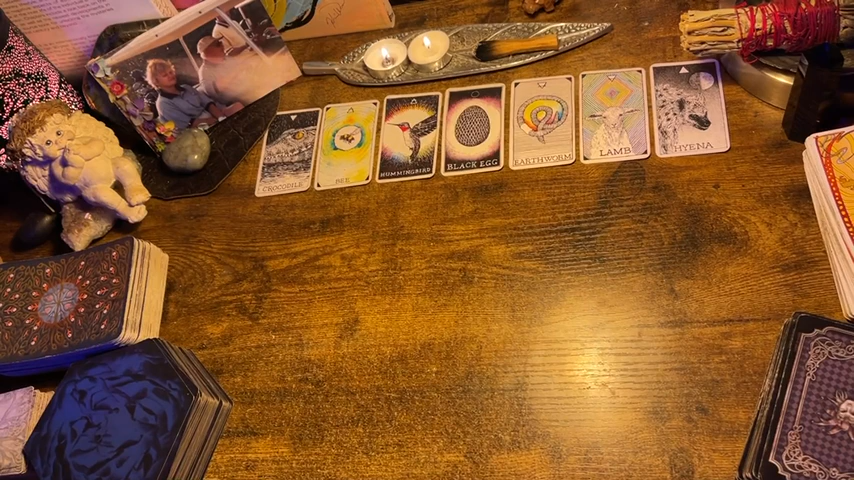 CROCODILE
BEE
HUMMINGBIRD
BLACK EGG
EARTHWORM
LAMB
HYENA